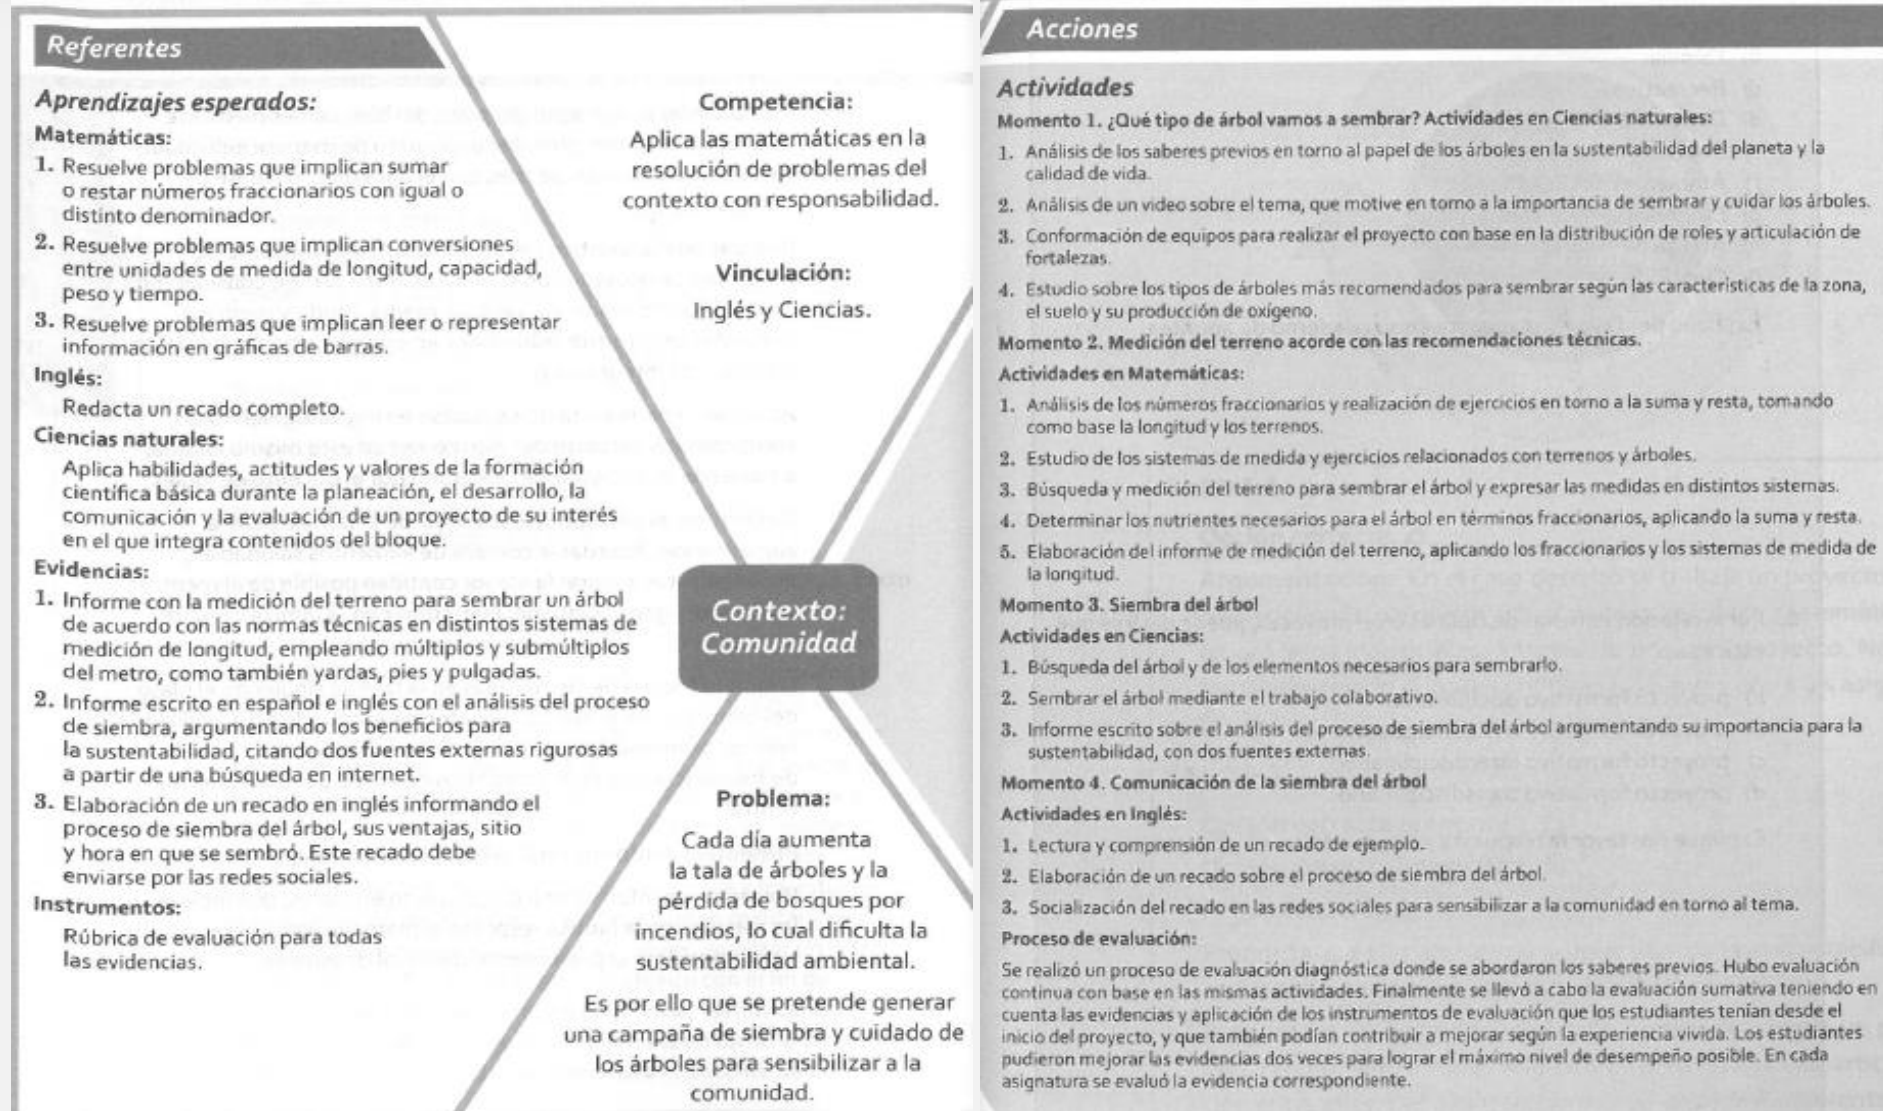 Referentes
Aprendizajes esperados:
Matemáticas:
1. Resuelve problemas que implican sumar
o restar números fraccionarios con igual o
distinto denominador.
2. Resuelve problemas que implican conversiones
entre unidades de medida de longitud, capacidad,
peso y tiempo.
3. Resuelve problemas que implican leer o representar
información en gráficas de barras.
Inglés:
Redacta un recado completo.
Ciencias naturales:
Aplica habilidades, actitudes y valores de la formación
científica básica durante la planeación, el desarrollo, la
comunicación y la evaluación de un proyecto de su interés
en el que integra contenidos del bloque.
Evidencias:
1. Informe con la medición del terreno para sembrar un árbol
de acuerdo con las normas técnicas en distintos sistemas de
medición de longitud, empleando múltiplos y submúltiplos
del metro, como también yardas, pies y pulgadas.
2. Informe escrito en español e inglés con el análisis del proceso
de siembra, argumentando los beneficios para
la sustentabilidad, citando dos fuentes externas rigurosas
a partir de una búsqueda en internet.
3. Elaboración de un recado en inglés informando el
proceso de siembra del árbol, sus ventajas, sitio
y hora en que se sembró. Este recado debe
enviarse por las redes sociales.
Instrumentos:
Rúbrica de evaluación para todas
las evidencias.
Competencia:
Aplica las matemáticas en la
resolución de problemas del
contexto con responsabilidad.
Vinculación:
Inglés y Ciencias.
Contexto:
Comunidad
Problema:
Cada día aumenta
la tala de árboles y la
pérdida de bosques por
incendios, lo cual dificulta la
sustentabilidad ambiental.
Es por ello que se pretende generar
una campaña de siembra y cuidado de
los árboles para sensibilizar a la
comunidad.
Acciones
Actividades
Momento 1. ¿Qué tipo de árbol vamos a sembrar? Actividades en Ciencias naturales:
1. Análisis de los saberes previos en torno al papel de los árboles en la sustentabilidad del planeta y la
calidad de vida.
2. Análisis de un video sobre el tema, que motive en torno a la importancia de sembrar y cuidar los árboles.
3. Conformación de equipos para realizar el proyecto con base en la distribución de roles y articulación de
fortalezas.
4. Estudio sobre los tipos de árboles más recomendados para sembrar según las características de la zona,
el suelo y su producción de oxígeno.
Momento 2. Medición del terreno acorde con las recomendaciones técnicas.
Actividades en Matemáticas:
1. Análisis de los números fraccionarios y realización de ejercicios en torno a la suma y resta, tomando
como base la longitud y los terrenos.
2. Estudio de los sistemas de medida y ejercicios relacionados con terrenos y árboles.
3. Búsqueda y medición del terreno para sembrar el árbol y expresar las medidas en distintos sistemas.
4. Determinar los nutrientes necesarios para el árbol en términos fraccionarios, aplicando la suma y resta.
5. Elaboración del informe de medición del terreno, aplicando los fraccionarios y los sistemas de medida de
la longitud.
Momento 3. Siembra del árbol
Actividades en Ciencias:
1. Búsqueda del árbol y de los elementos necesarios para sembrarlo.
2. Sembrar el árbol mediante el trabajo colaborativo.
3. Informe escrito sobre el análisis del proceso de siembra del árbol argumentando su importancia para la
sustentabilidad, con dos fuentes externas.
Momento 4. Comunicación de la siembra del árbol
Actividades en Inglés:
1. Lectura y comprensión de un recado de ejemplo.
2. Elaboración de un recado sobre el proceso de siembra del árbol.
3. Socialización del recado en las redes sociales para sensibilizar a la comunidad en torno al tema.
Proceso de evaluación:
Se realizó un proceso de evaluación diagnóstica donde se abordaron los saberes previos. Hubo evaluación
continua con base en las mismas actividades. Finalmente se llevó a cabo la evaluación sumativa teniendo en
cuenta las evidencias y aplicación de los instrumentos de evaluación que los estudiantes tenían desde el
inicio del proyecto, y que también podían contribuir a mejorar según la experiencia vivida. Los estudiantes
pudieron mejorar las evidencias dos veces para lograr el máximo nivel de desempeño posible. En cada
asignatura se evaluó la evidencia correspondiente.